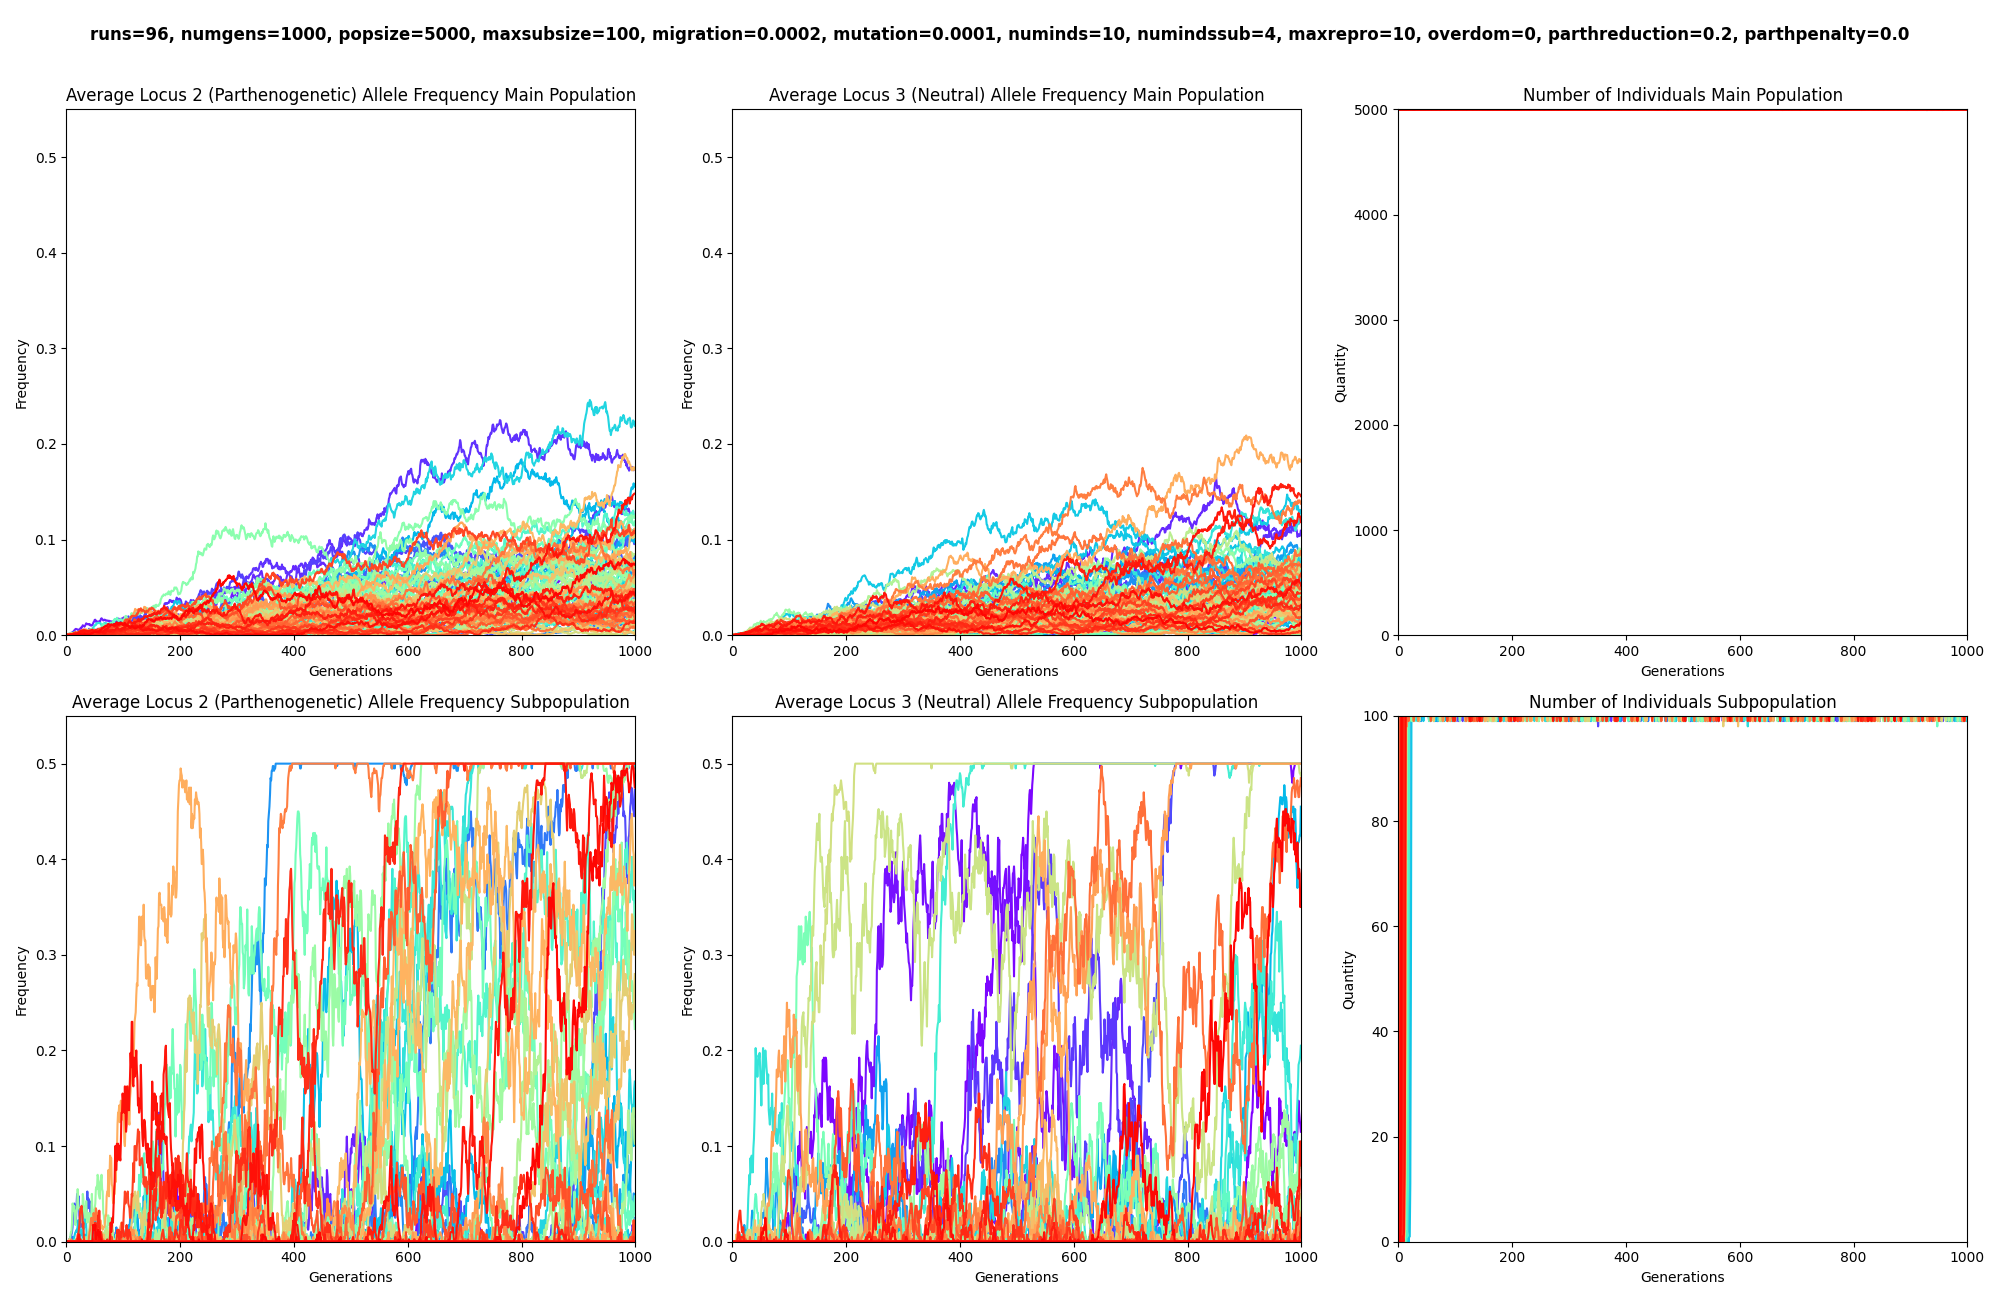 runs=96, numgens=1000, popsize=5000, maxsubsize=100, migration=0.0002, mutation=0.0001, numinds=10, numindssub=4, maxrepro=10, overdom=0, parthreduction=0.2, parthpenalty=0.0
Average Locus 2 (Parthenogenetic) Allele Frequency Main Population
0.5
0.4
0.3
0.2
0.1
0.0
Frequency
0 200 400 600 800 1000
Generations
Average Locus 3 (Neutral) Allele Frequency Main Population
0.5
0.4
0.3
0.2
0.1
0.0
Frequency
0 200 400 600 800 1000
Generations
Number of Individuals Main Population
5000
4000
3000
2000
1000
0
Quantity
0 200 400 600 800 1000
Generations
Average Locus 2 (Parthenogenetic) Allele Frequency Subpopulation
0.5
0.4
0.3
0.2
0.1
0.0
Frequency
0 200 400 600 800 1000
Generations
Average Locus 3 (Neutral) Allele Frequency Subpopulation
0.5
0.4
0.3
0.2
0.1
0.0
Frequency
0 200 400 600 800 1000
Generations
Number of Individuals Subpopulation
100
80
60
40
20
0
Quantity
0 200 400 600 800 1000
Generations